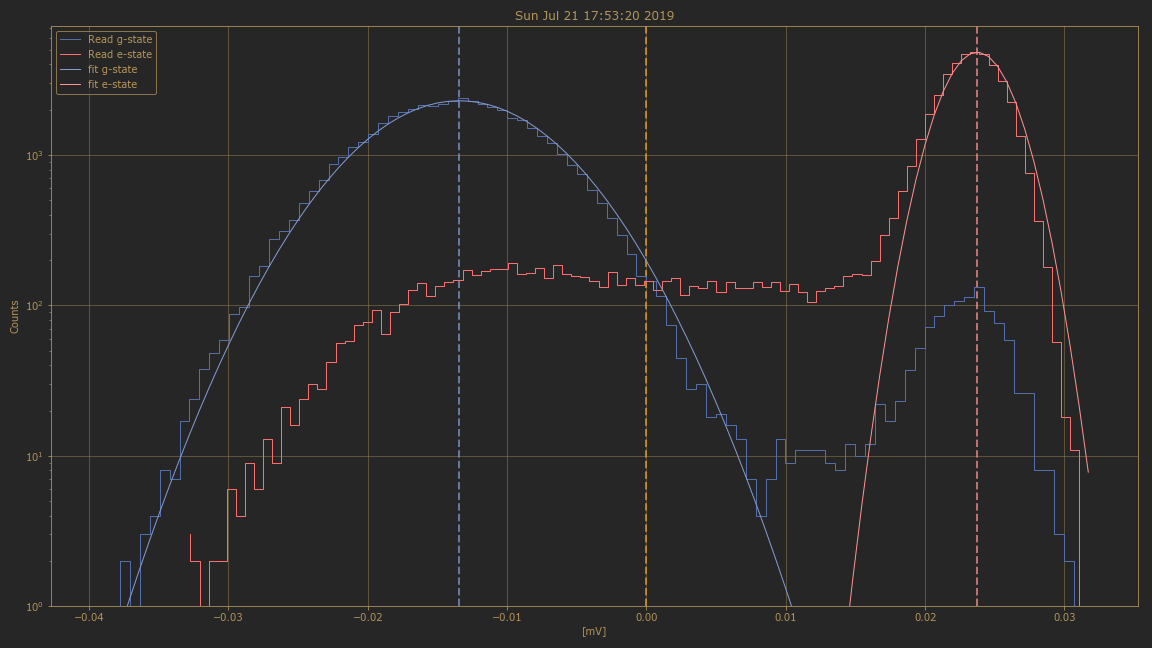 Sun Jul 21 17:53:20 2019
Read g-state
Read e-state
fit g-state
fit e-state
Counts
10³
10²
10¹
10⁰
−0.04 −0.03 −0.02 −0.01 0.00 0.01 0.02 0.03
[mV]